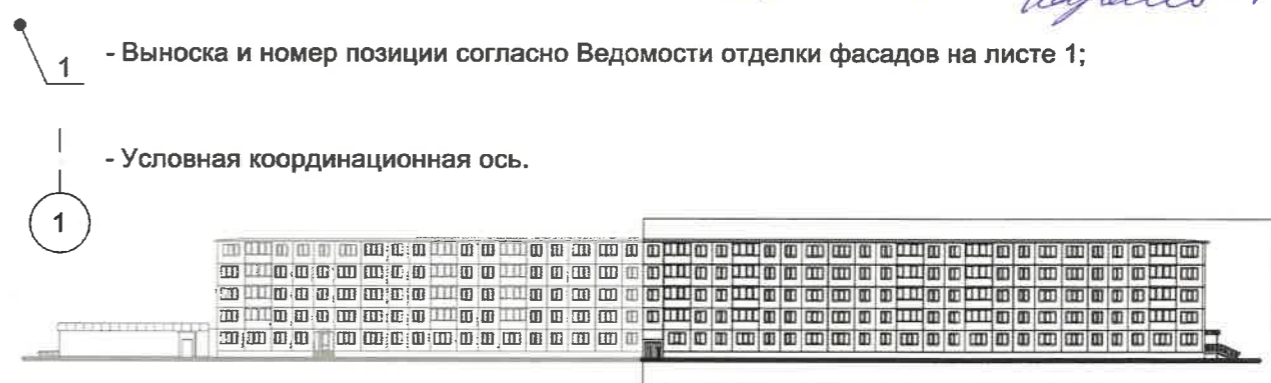 1 - Выноска и номер позиции согласно Ведомости отделки фасадов на листе 1;
- Условная координационная ось.
1